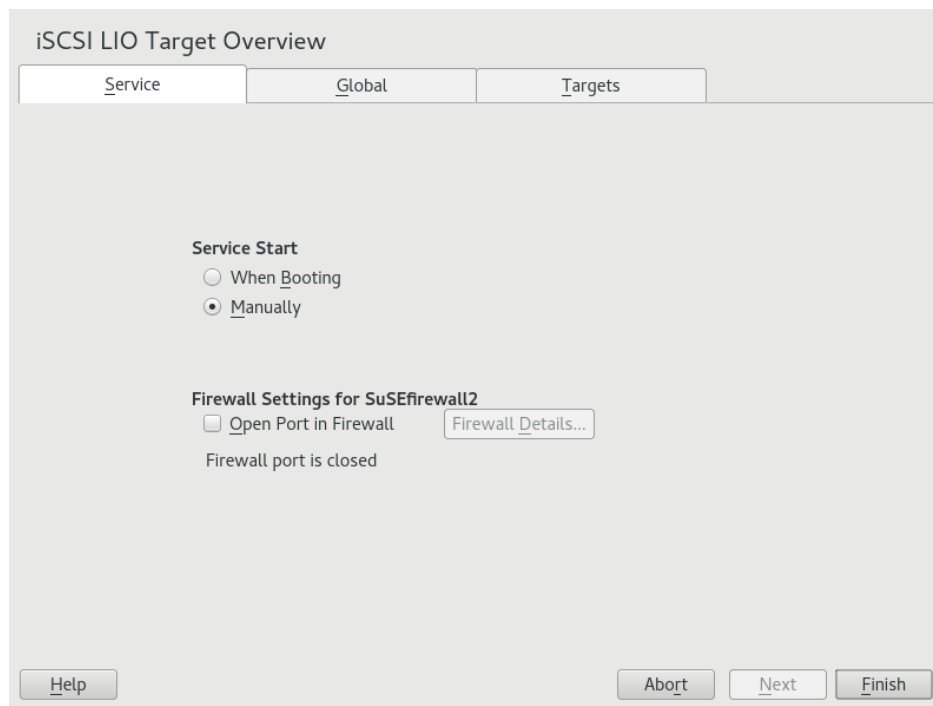 iSCSI LIO Target Overview
Service Global Targets
Service Start
When Booting
Manually
Firewall Settings for SuSEfirewall2
Open Port in Firewall Firewall Details...
Firewall port is closed
Help Abort Next Finish